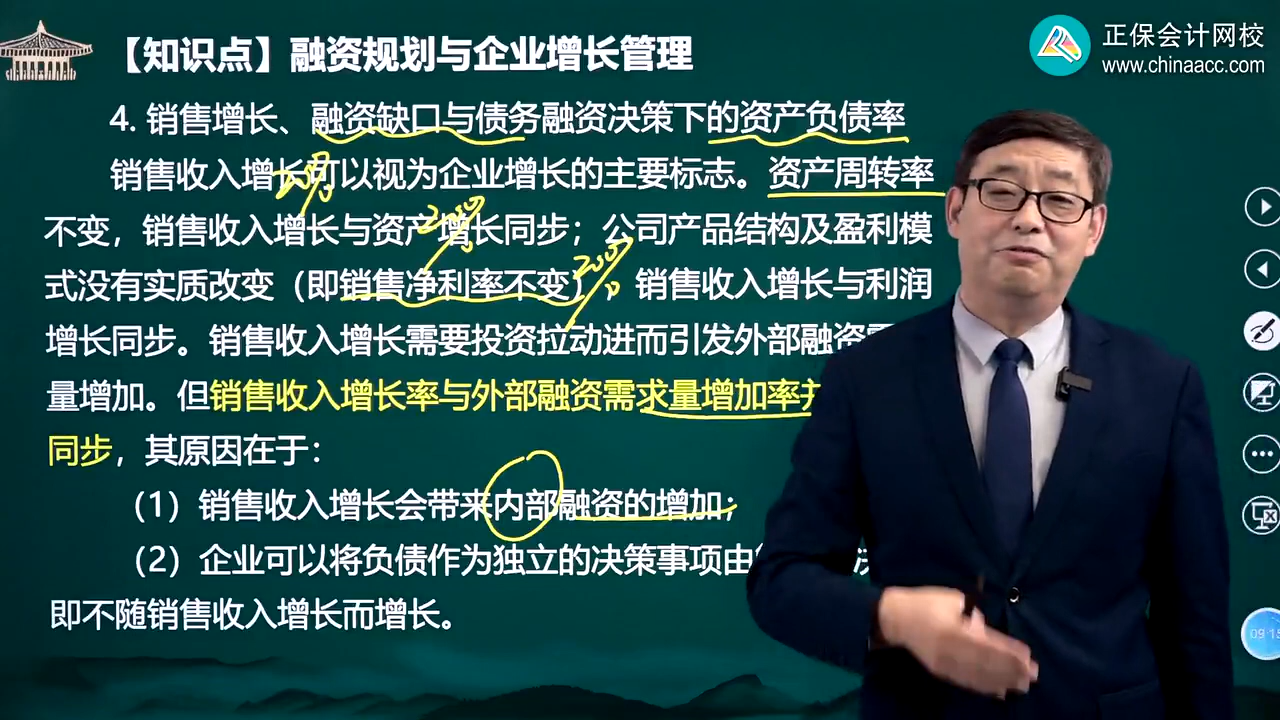 【知识点】融资规划与企业增长管理
正保会计网校
www.chinaacc.com
4. 销售增长、融资缺口与债务融资决策下的资产负债率
销售收入增长可以视为企业增长的主要标志。资产周转率
不变，销售收入增长与资产增长同步；公司产品结构及盈利模
式没有实质改变（即销售净利率不变），销售收入增长与利润
增长同步。销售收入增长需要投资拉动进而引发外部融资需
量增加。但销售收入增长率与外部融资需求量增加率并
同步，其原因在于：
（1）销售收入增长会带来内部融资的增加；
（2）企业可以将负债作为独立的决策事项由
即不随销售收入增长而增长。
20%
20%
20%